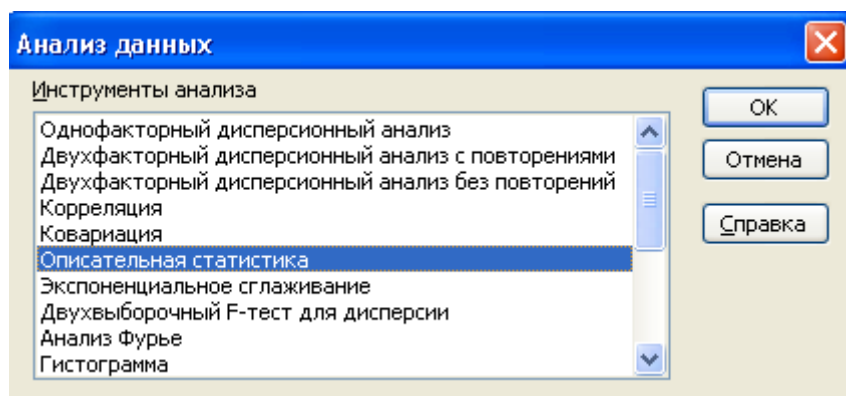 Анализ данных
Инструменты анализа
ОК
Однофакторный дисперсионный анализ
Двухфакторный дисперсионный анализ с повторениями
Отмена
Двухфакторный дисперсионный анализ без повторений
Корреляция
Справка
Ковариация
Описательная статистика
Экспоненциальное сглаживание
Двухвыборочный F-тест для дисперсии
Анализ Фурье
Гистограмма